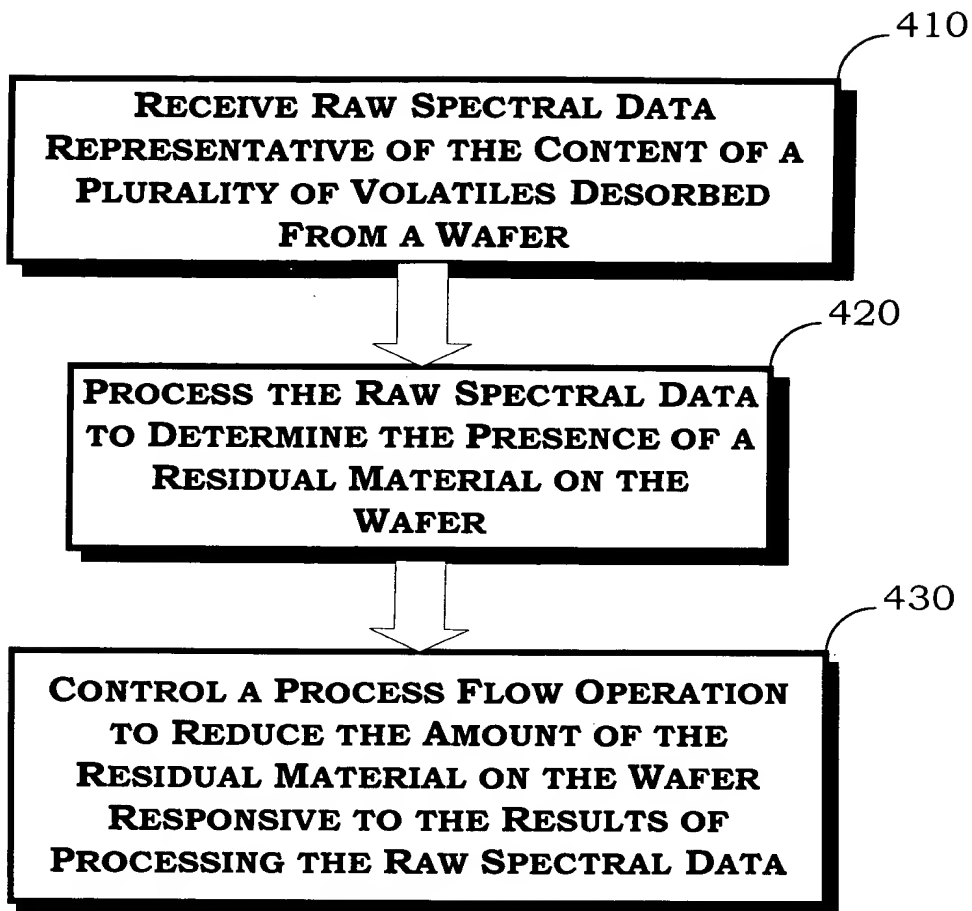 410
RECEIVE RAW SPECTRAL DATA
REPRESENTATIVE OF THE CONTENT OF A
PLURALITY OF VOLATILES DESORBED
FROM A WAFER
420
PROCESS THE RAW SPECTRAL DATA
TO DETERMINE THE PRESENCE OF A
RESIDUAL MATERIAL ON THE
WAFER
430
CONTROL A PROCESS FLOW OPERATION
TO REDUCE THE AMOUNT OF THE
RESIDUAL MATERIAL ON THE WAFER
RESPONSIVE TO THE RESULTS OF
PROCESSING THE RAW SPECTRAL DATA